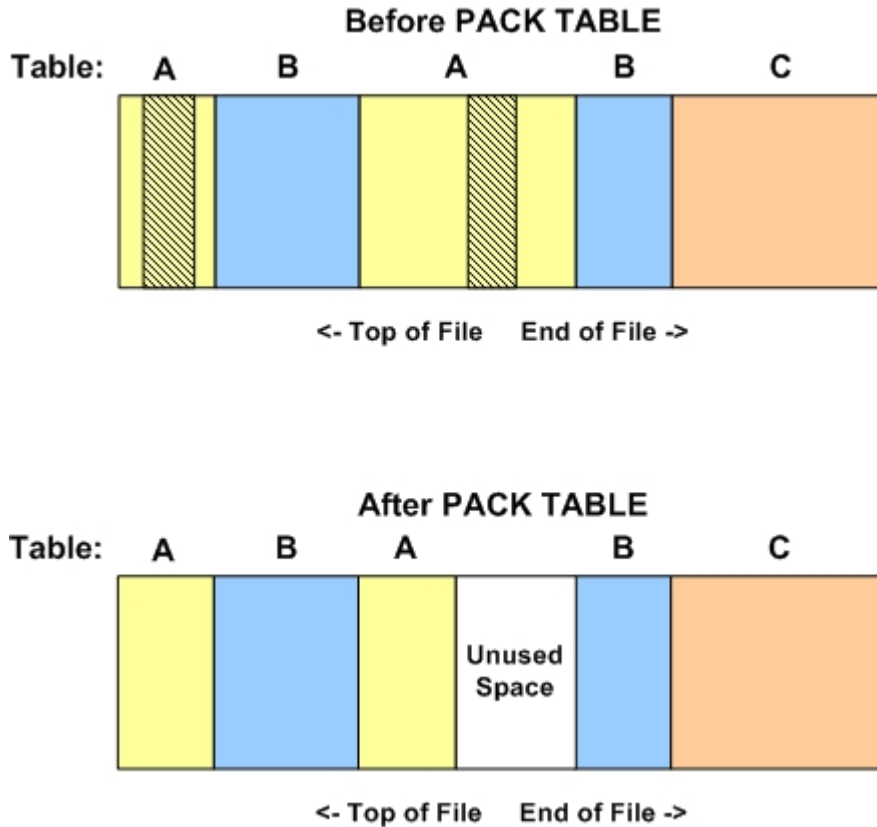 Before PACK TABLE
Table: A B A B C
<- Top of File End of File ->
After PACK TABLE
Table: A B A B C
Unused
Space
<- Top of File End of File ->